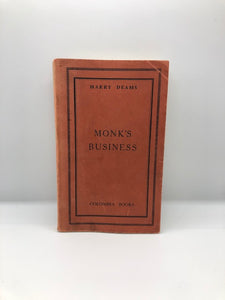 HARRY DEAMS
MONK'S
BUSINESS
COLUMBIA BOOKS